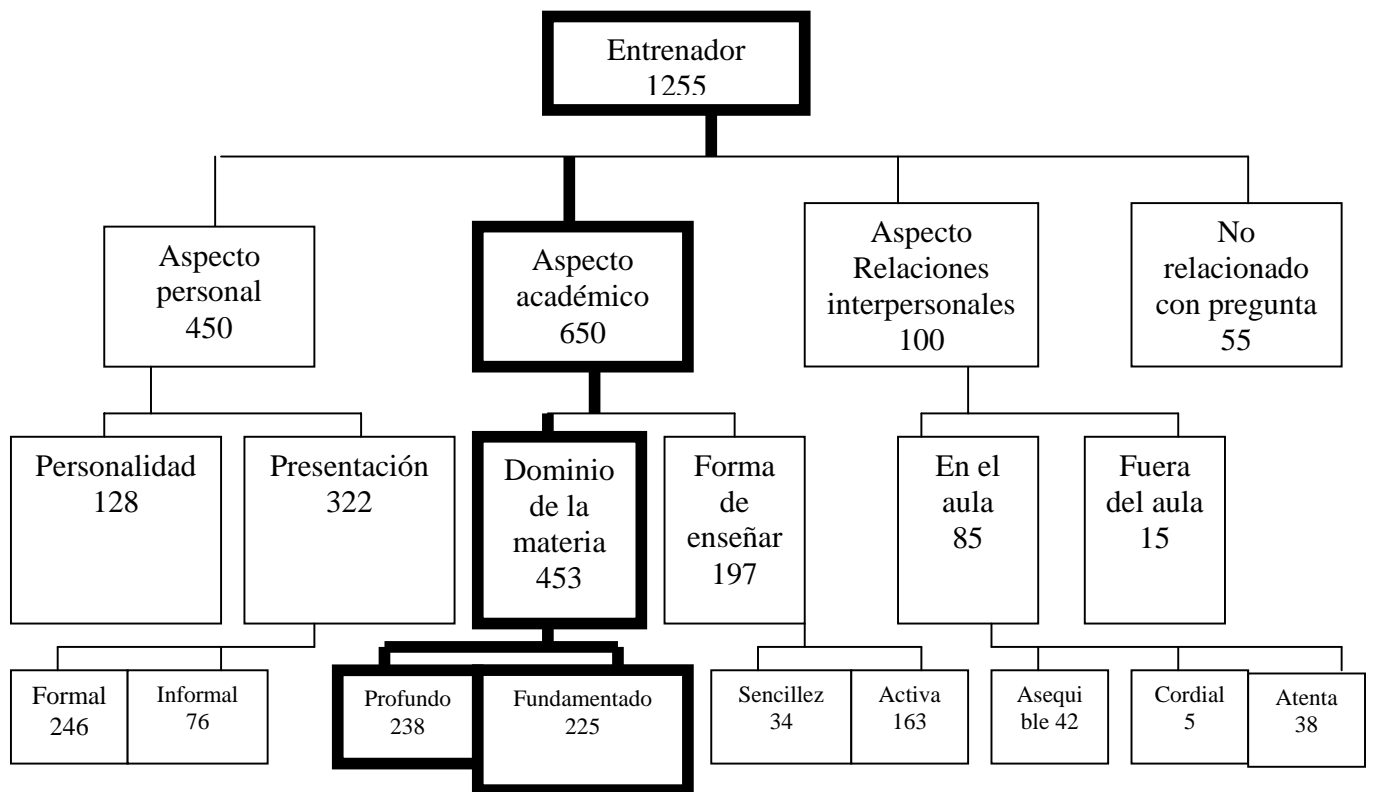 Entrenador
1255
Aspecto
personal
450
Aspecto
académico
650
Aspecto
Relaciones
interpersonales
100
No
relacionado
con pregunta
55
Personalidad
128
Presentación
322
Dominio
de la
materia
453
Forma
de
enseñar
197
En el
aula
85
Fuera
del aula
15
Formal
246
Informal
76
Profundo
238
Fundamentado
225
Sencillez
34
Activa
163
Asequi
ble 42
Cordial
5
Atenta
38